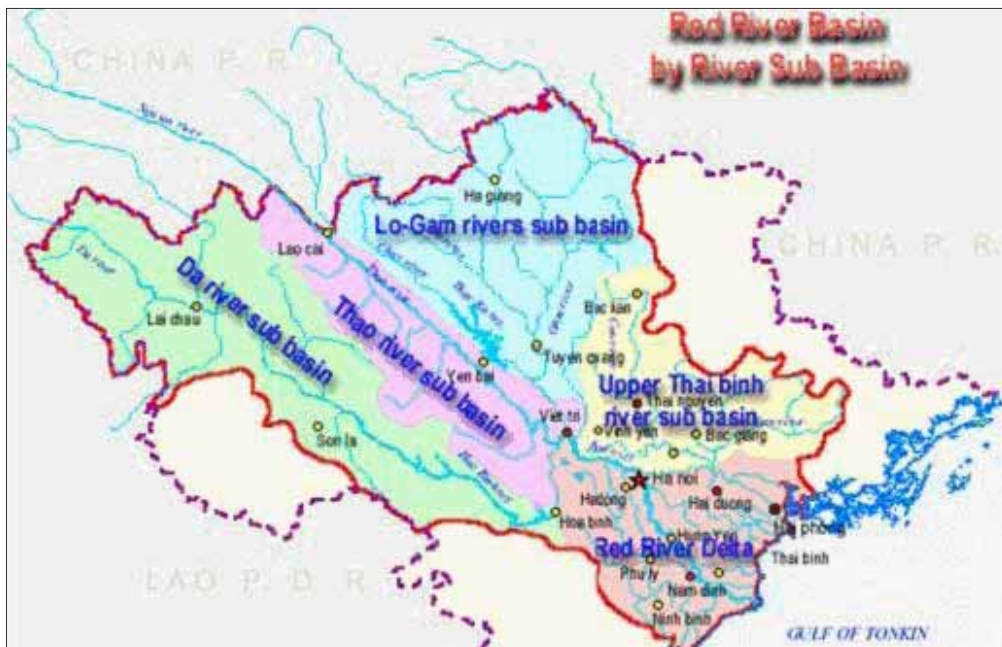 Red River Basin
by River Sub Basin
CHINA P. R
Ha giang
Lo-Gam rivers sub basin
CHINA P. R.
Lao cai
Da river
Lai chau
Da river sub basin
Thao river sub basin
Bac kan
Tuyen quang
Yen bai
Upper Thai binh
river sub basin
Thai nguyen
Viet tri
Vinh yen
Bac giang
Son la
Ha noi
Hadong
Hai duong
Hoa binh
Hai phong
Red River Delta
Thai binh
Phu ly
Nam dinh
Ninh binh
LAO P. D. R
GULF OF TONKIN